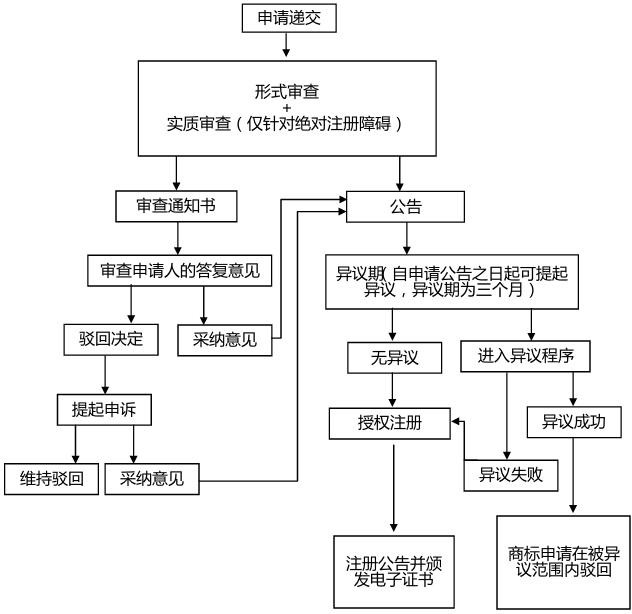 申请递交
形式审查
+
实质审查（仅针对绝对注册障碍）
审查通知书
公告
审查申请人的答复意见
异议期（自申请公告之日起可提起
异议，异议期为三个月）
驳回决定
采纳意见
无异议
进入异议程序
提起申诉
授权注册
异议成功
维持驳回
采纳意见
异议失败
注册公告并颁
发电子证书
商标申请在被异
议范围内驳回